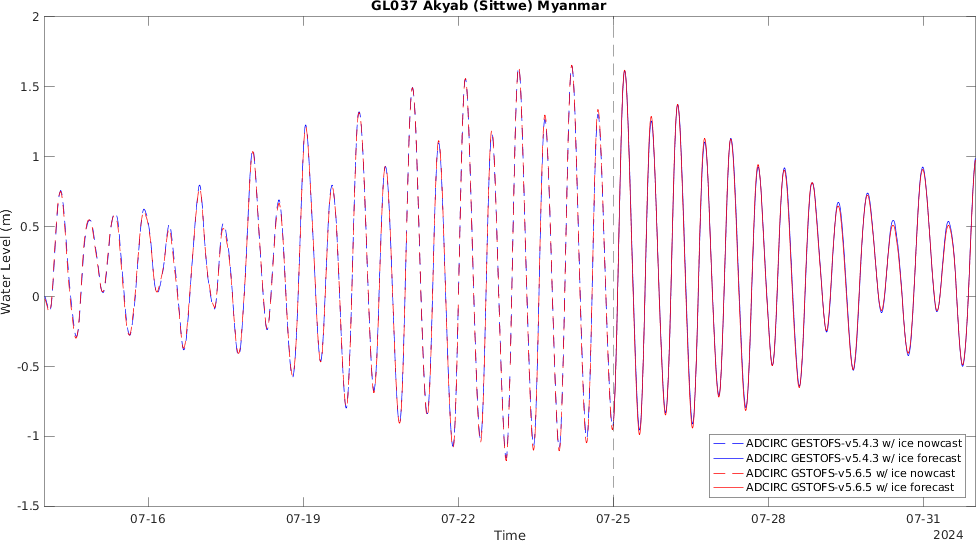 GL037 Akyab (Sittwe) Myanmar
2
1.5
1
0.5
0
-0.5
-1
-1.5
Water Level (m)
ADCIRC GESTOFS-v5.4.3 w/ ice nowcast
ADCIRC GESTOFS-v5.4.3 w/ ice forecast
ADCIRC GSTOFS-v5.6.5 w/ ice nowcast
ADCIRC GSTOFS-v5.6.5 w/ ice forecast
07-16 07-19 07-22 07-25 07-28 07-31
Time
2024